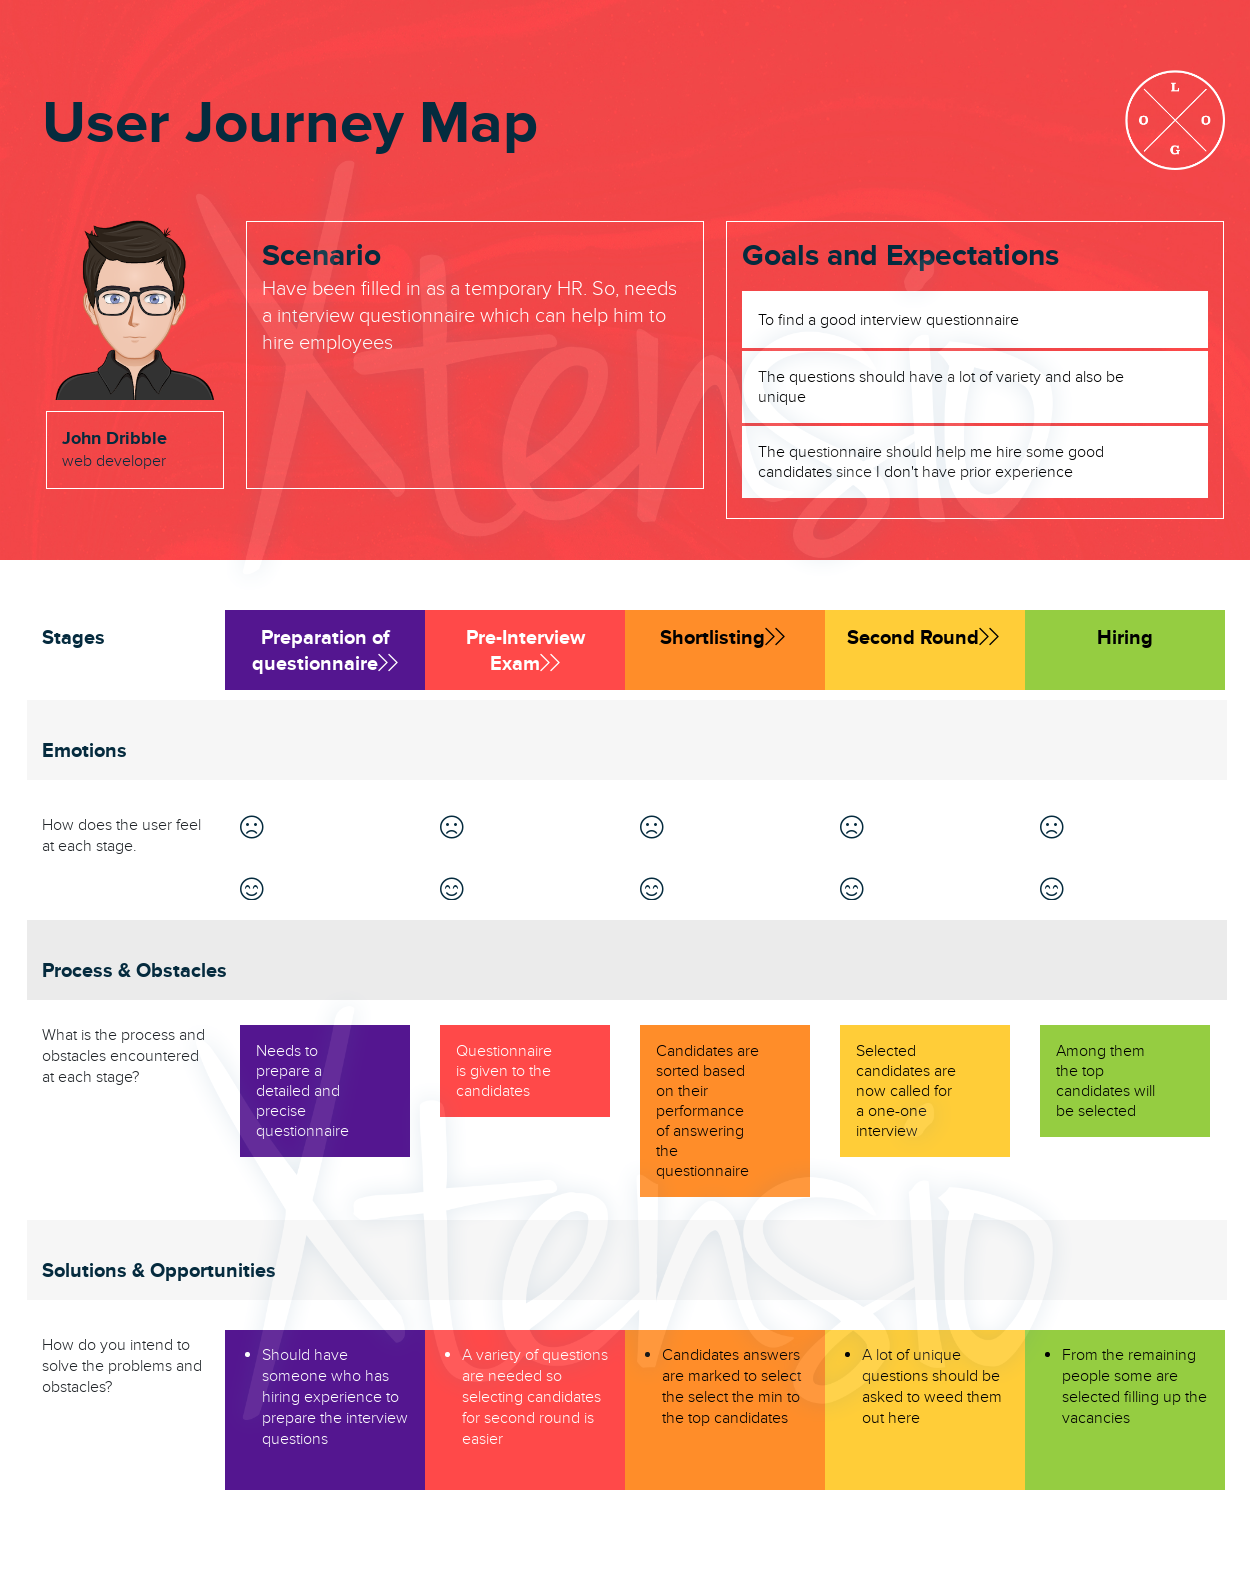 User Journey Map
L
O O
G
Scenario
Have been filled in as a temporary HR. So, needs
a interview questionnaire which can help him to
hire employees
Goals and Expectations
To find a good interview questionnaire
The questions should have a lot of variety and also be
unique
The questionnaire should help me hire some good
candidates since I don't have prior experience
John Dribble
web developer
Xtensio
Stages
Preparation of
questionnaire
Pre-Interview
Exam
Shortlisting
Second Round
Hiring
Emotions
How does the user feel
at each stage.
Process & Obstacles
What is the process and
obstacles encountered
at each stage?
Needs to
prepare a
detailed and
precise
questionnaire
Questionnaire
is given to the
candidates
Candidates are
sorted based
on their
performance
of answering
the
questionnaire
Selected
candidates are
now called for
a one-one
interview
Among them
the top
candidates will
be selected
Xtensio
Solutions & Opportunities
How do you intend to
solve the problems and
obstacles?
• Should have
someone who has
hiring experience to
prepare the interview
questions
• A variety of questions
are needed so
selecting candidates
for second round is
easier
• Candidates answers
are marked to select
the select the min to
the top candidates
• A lot of unique
questions should be
asked to weed them
out here
• From the remaining
people some are
selected filling up the
vacancies